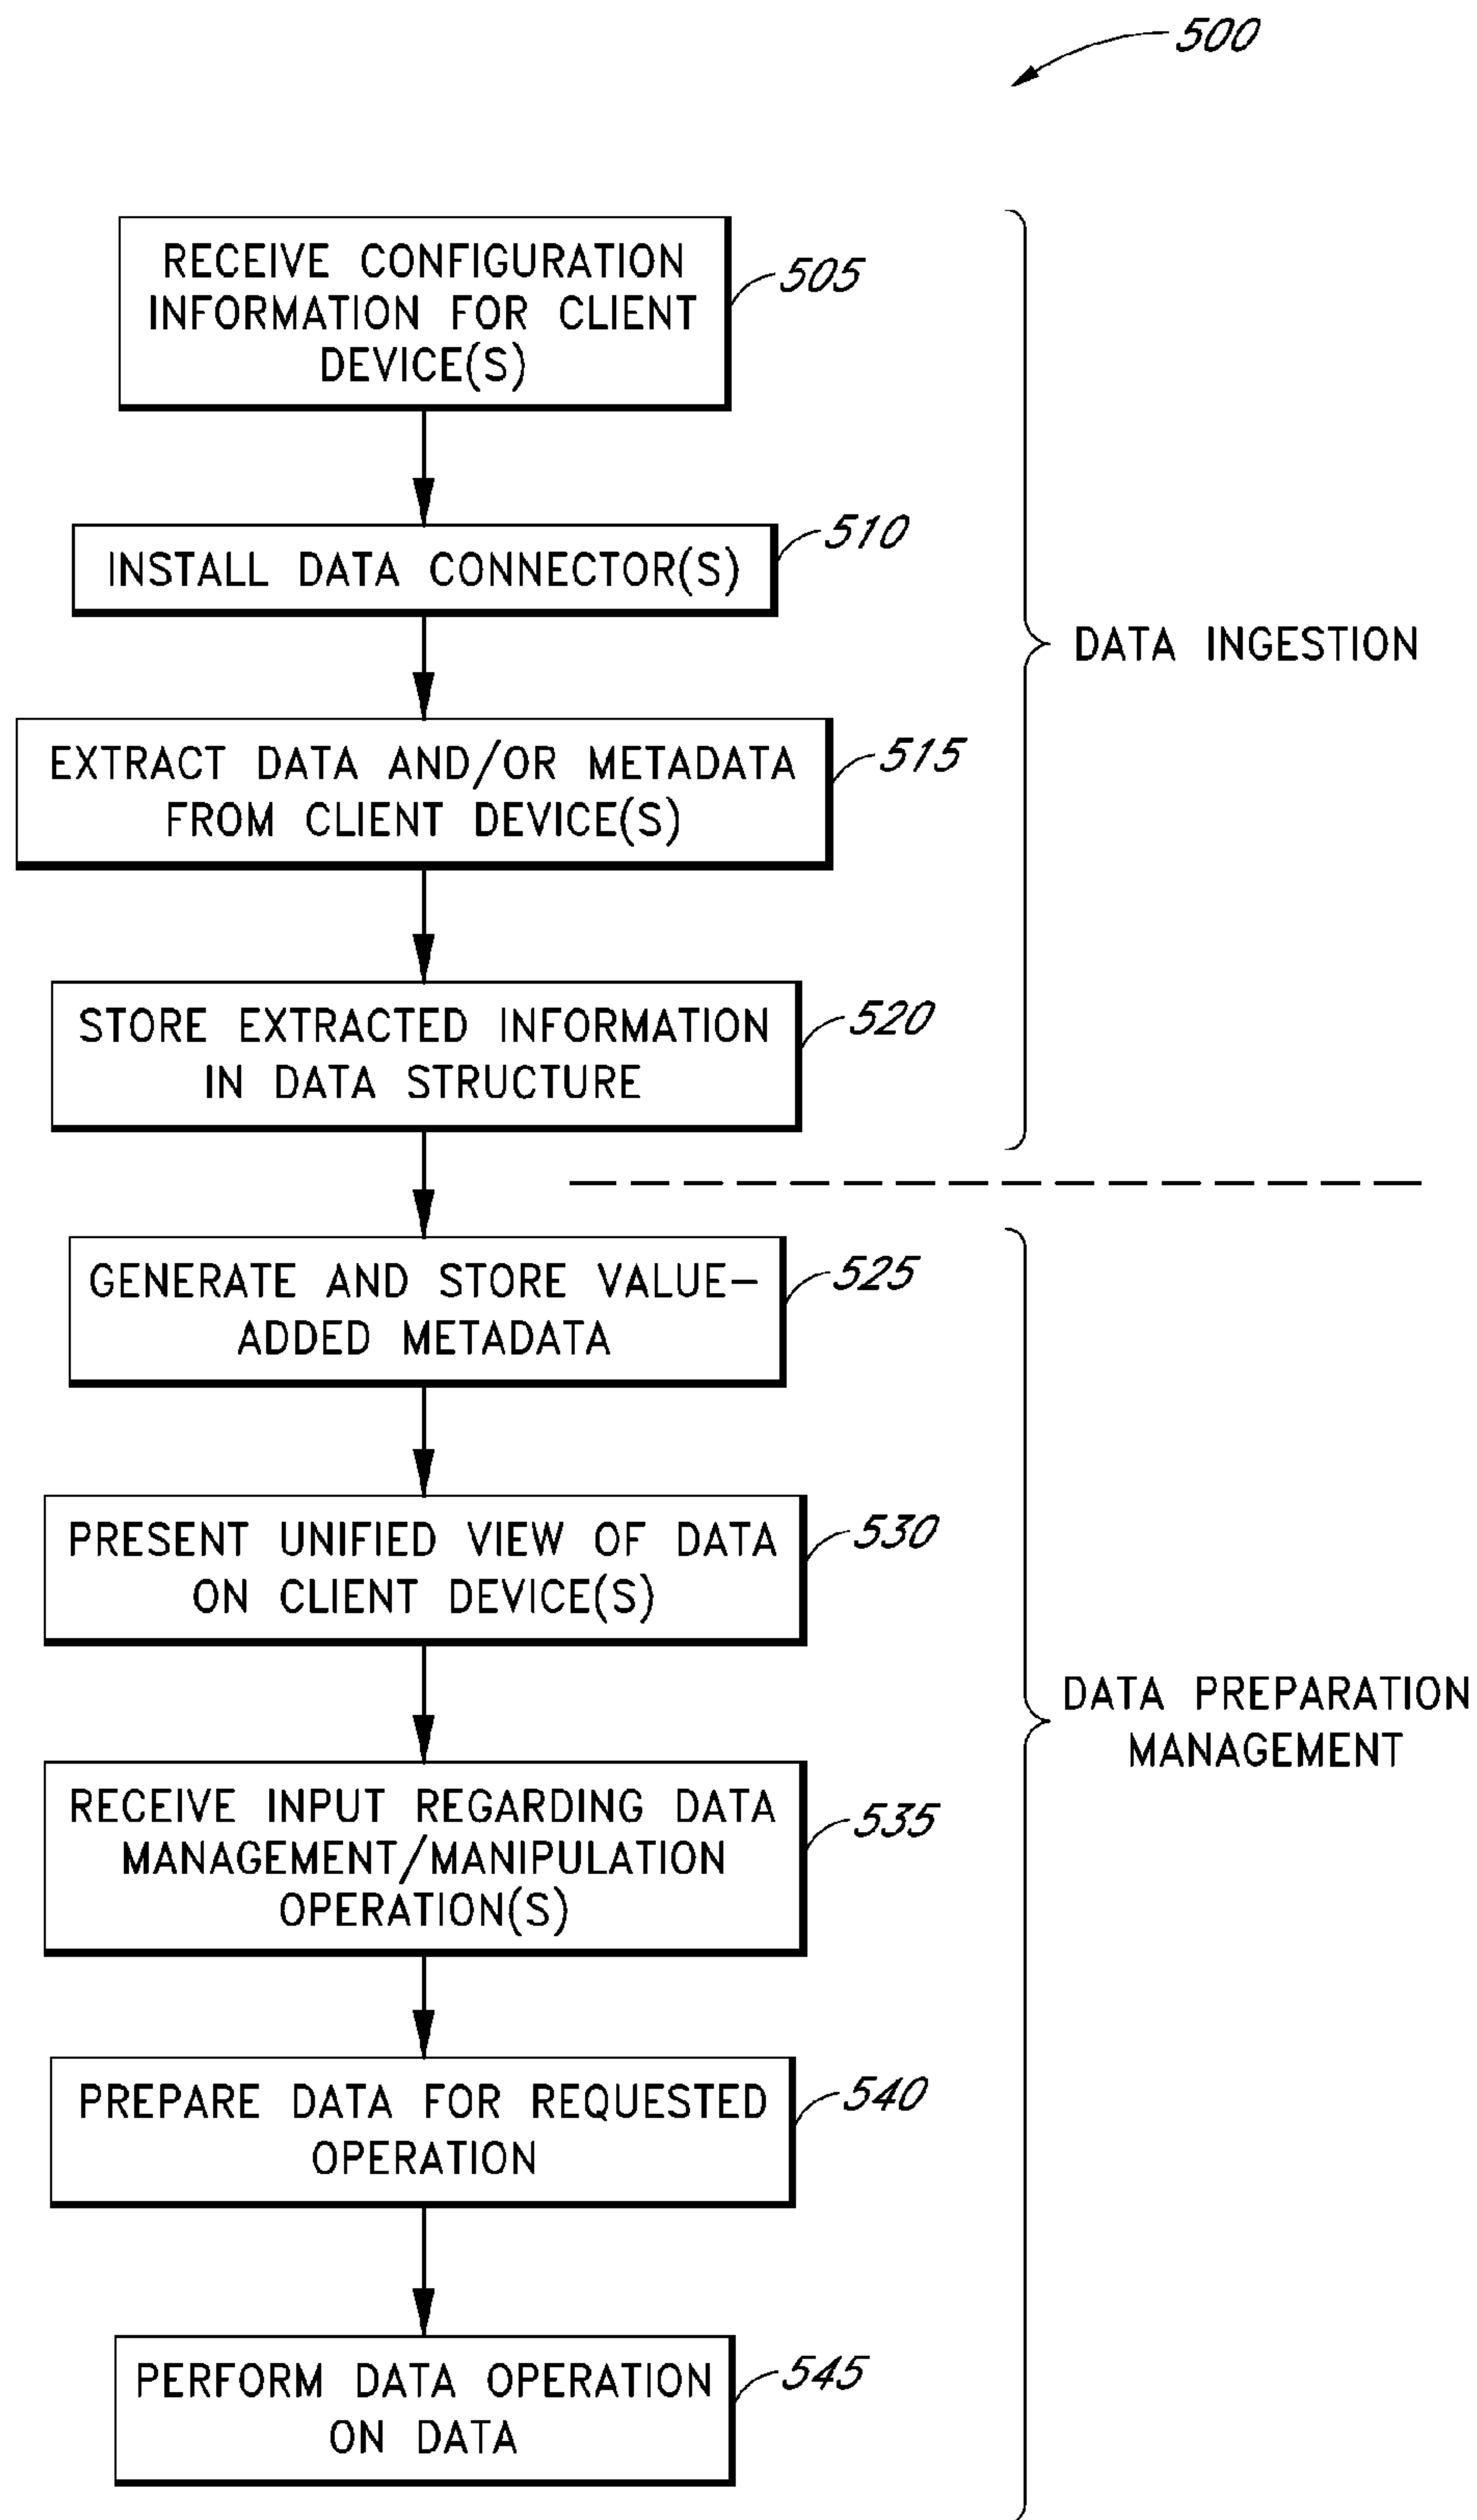 500
RECEIVE CONFIGURATION
INFORMATION FOR CLIENT
DEVICE(S)
505
INSTALL DATA CONNECTOR(S)
510
DATA INGESTION
EXTRACT DATA AND/OR METADATA
FROM CLIENT DEVICE(S)
515
STORE EXTRACTED INFORMATION
IN DATA STRUCTURE
520
GENERATE AND STORE VALUE-
ADDED METADATA
525
PRESENT UNIFIED VIEW OF DATA
ON CLIENT DEVICE(S)
530
DATA PREPARATION
MANAGEMENT
RECEIVE INPUT REGARDING DATA
MANAGEMENT/MANIPULATION
OPERATION(S)
535
PREPARE DATA FOR REQUESTED
OPERATION
540
PERFORM DATA OPERATION
ON DATA
545